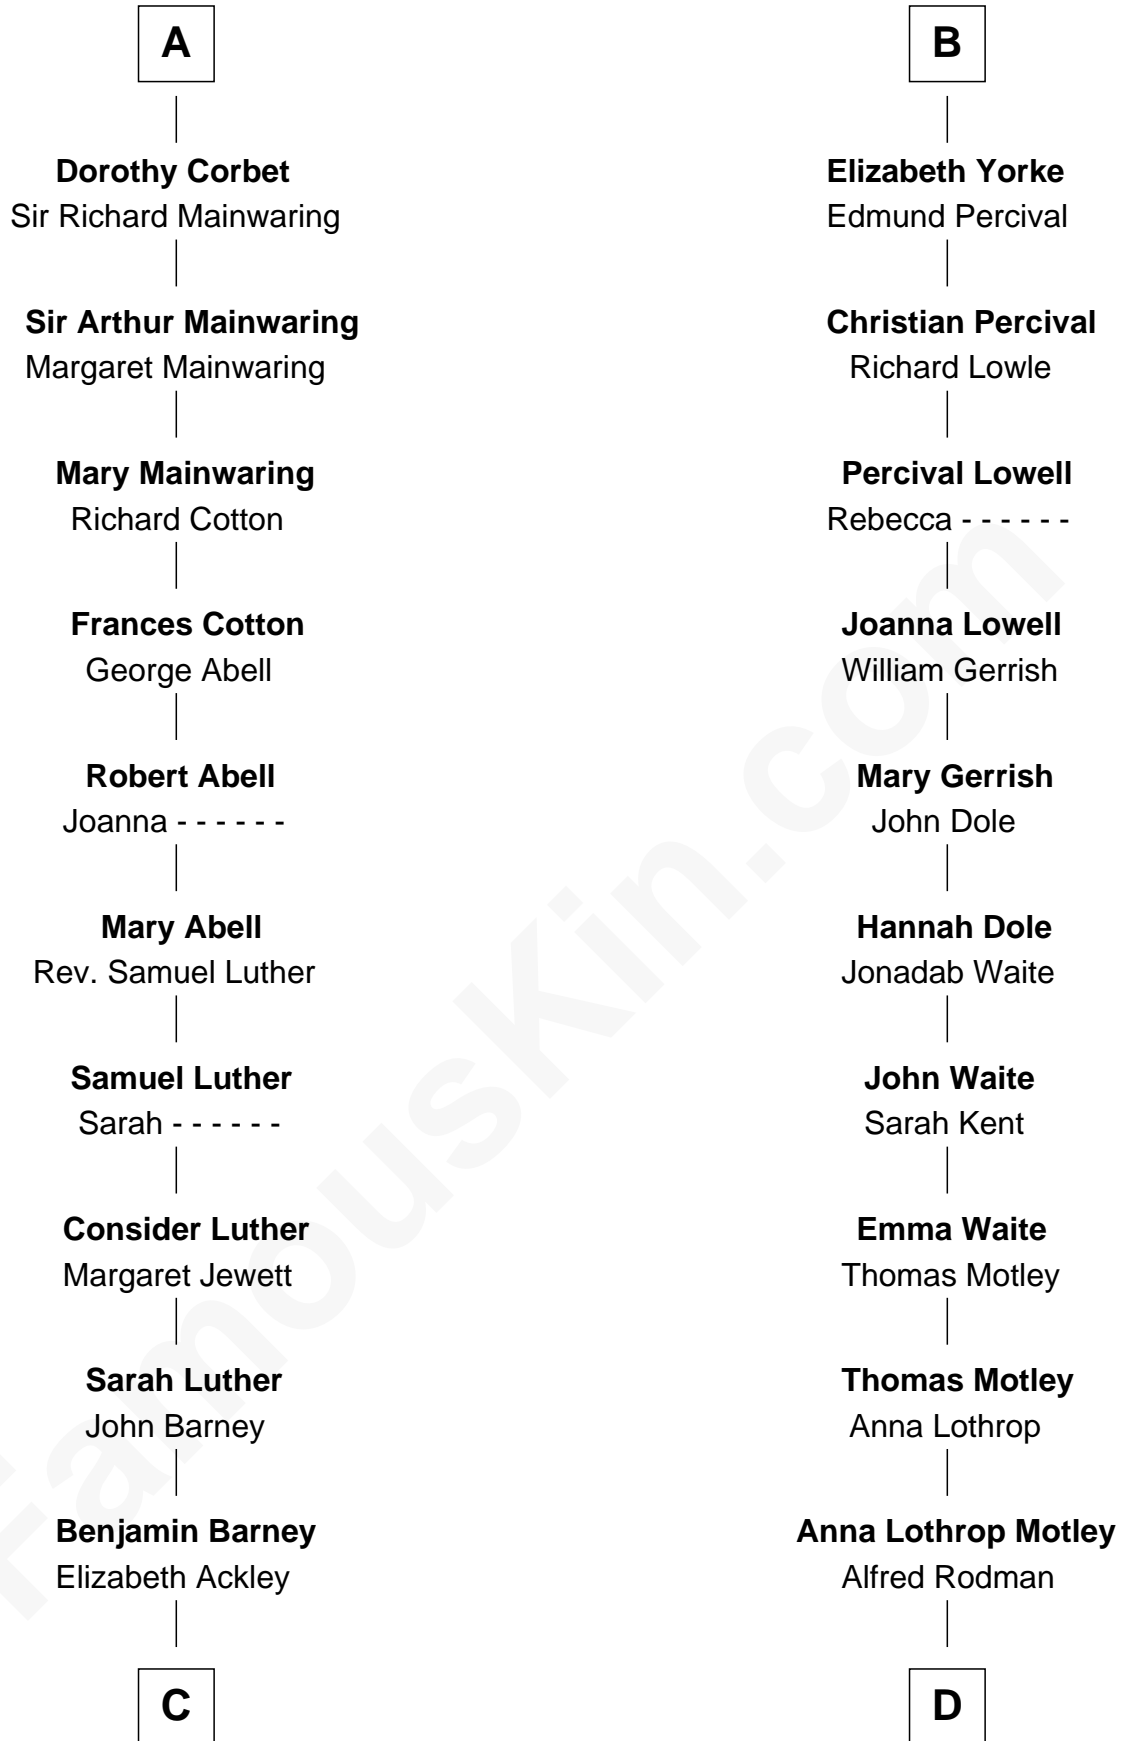 A
Dorothy Corbet
Sir Richard Mainwaring
Sir Arthur Mainwaring
Margaret Mainwaring
Mary Mainwaring
Richard Cotton
Frances Cotton
George Abell
Robert Abell
Joanna - - - - - -
Mary Abell
Rev. Samuel Luther
Samuel Luther
Sarah - - - - - -
Consider Luther
Margaret Jewett
Sarah Luther
John Barney
Benjamin Barney
Elizabeth Ackley
C
B
Elizabeth Yorke
Edmund Percival
Christian Percival
Richard Lowle
Percival Lowell
Rebecca - - - - - -
Joanna Lowell
William Gerrish
Mary Gerrish
John Dole
Hannah Dole
Jonadab Waite
John Waite
Sarah Kent
Emma Waite
Thomas Motley
Thomas Motley
Anna Lothrop
Anna Lothrop Motley
Alfred Rodman
D
FamousKin.com